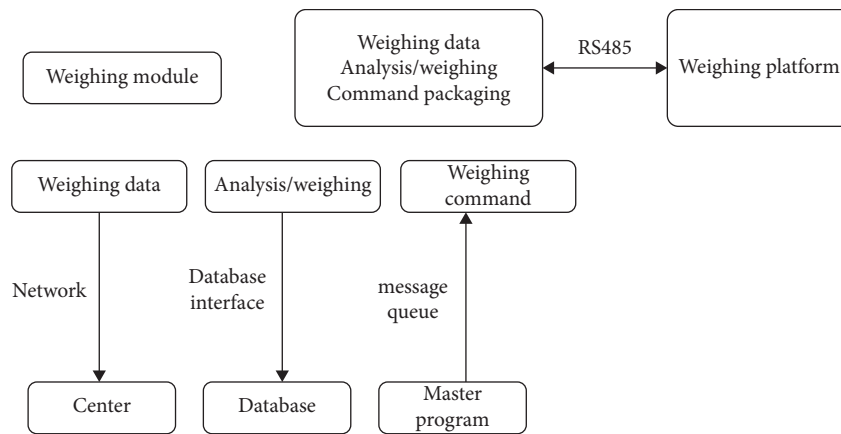 Weighing module
Weighing data
Analysis/weighing
Command packaging
RS485
Weighing platform
Weighing data
Analysis/weighing
Weighing
command
Network
Database
interface
message
queue
Center
Database
Master
program